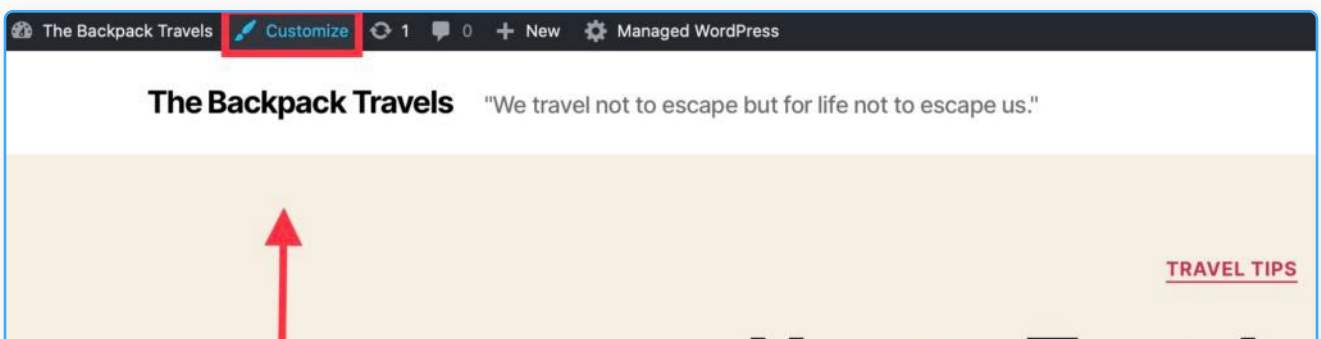 The Backpack Travels Customize 1 0 New Managed WordPress
The Backpack Travels "We travel not to escape but for life not to escape us."
TRAVEL TIPS